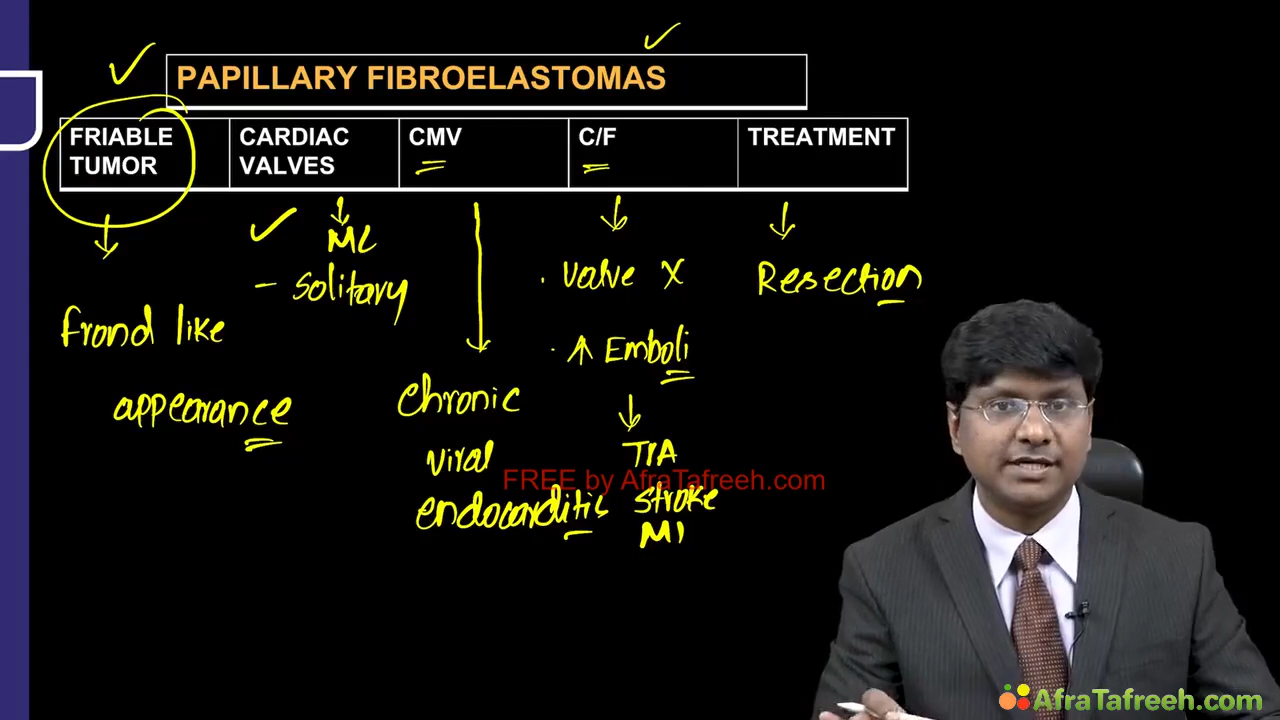 PAPILLARY FIBROELASTOMAS
FRIABLE TUMOR
CARDIAC VALVES
CMV
C/F
TREATMENT
frond like
appearance
ML
- solitary
chronic
viral
endocarditis
. valve X
. ↑ Emboli
TIA
stroke
MI
Resection
FREE by AfraTafreeh.com
AfraTafreeh.com